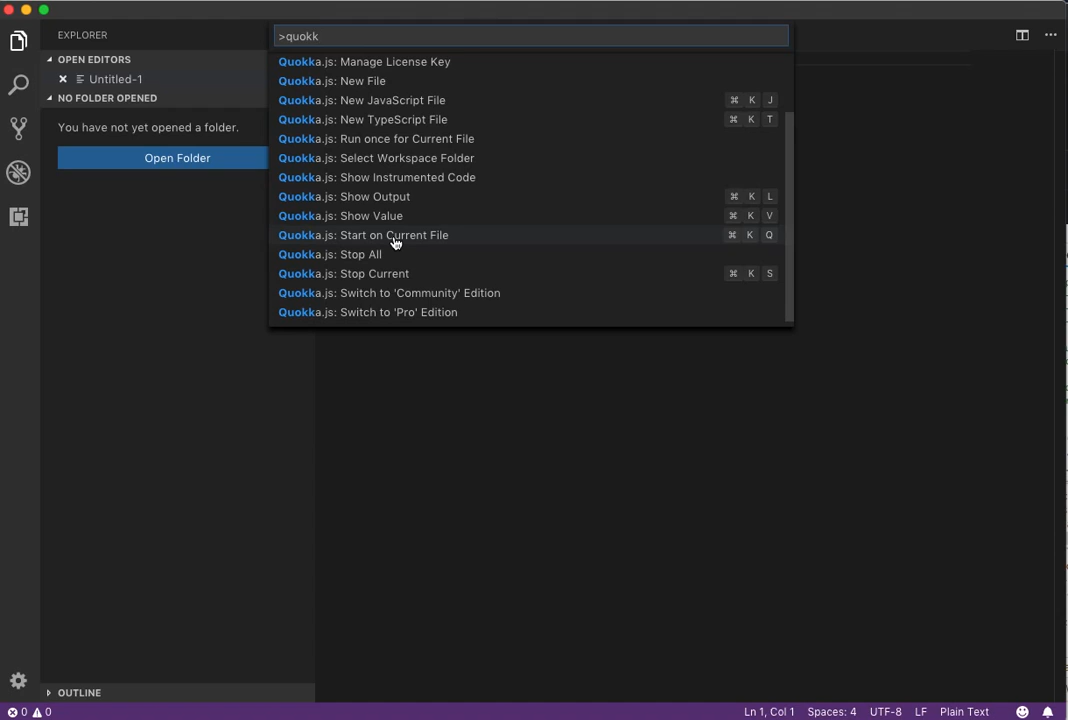 EXPLORER
OPEN EDITORS
Untitled-1
NO FOLDER OPENED
You have not yet opened a folder.
Open Folder
>quokk
Quokka.js: Manage License Key
Quokka.js: New File
Quokka.js: New JavaScript File ⌘ K J
Quokka.js: New TypeScript File ⌘ K T
Quokka.js: Run once for Current File
Quokka.js: Select Workspace Folder
Quokka.js: Show Instrumented Code
Quokka.js: Show Output ⌘ K L
Quokka.js: Show Value ⌘ K V
Quokka.js: Start on Current File ⌘ K Q
Quokka.js: Stop All
Quokka.js: Stop Current ⌘ K S
Quokka.js: Switch to 'Community' Edition
Quokka.js: Switch to 'Pro' Edition
OUTLINE
0 0 Ln 1, Col 1 Spaces: 4 UTF-8 LF Plain Text